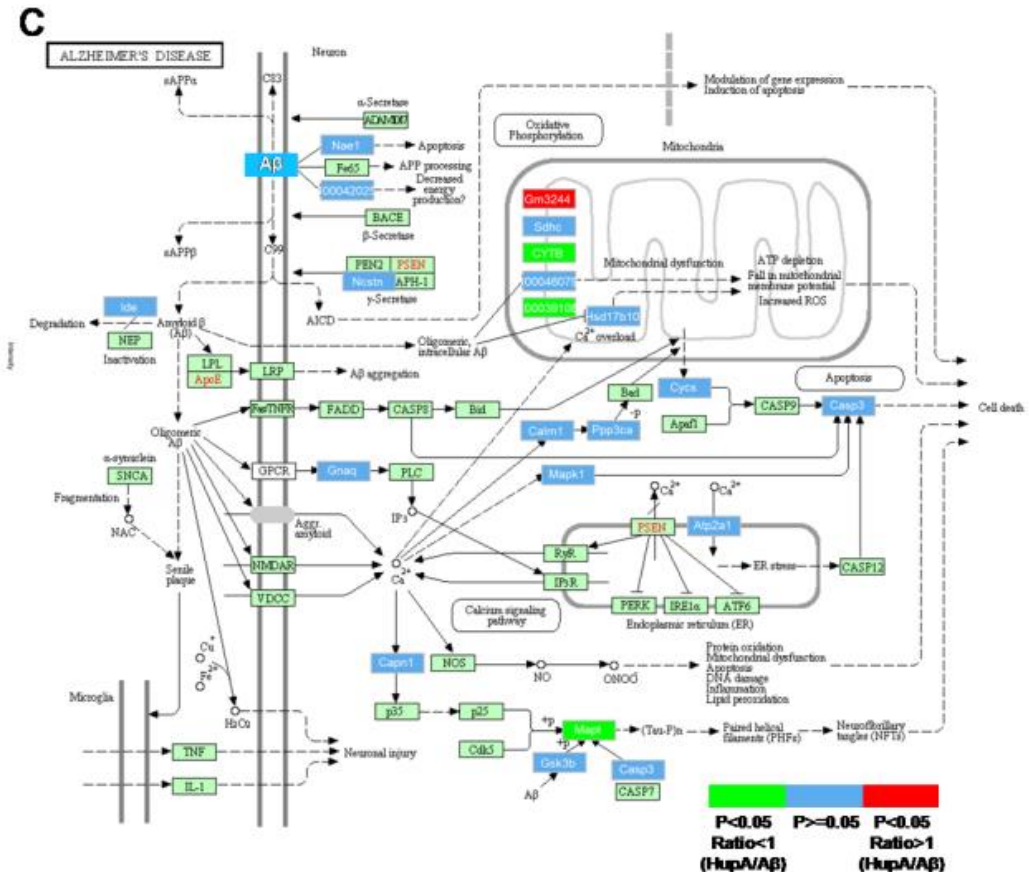 C
ALZHEIMER'S DISEASE
Neuron
sAPPα
C83
α-Secretase
Modulation of gene expression
Induction of apoptosis
Oxidative
Phosphorylation
Mitochondria
Nae1
Apoptosis
Aβ
Fe65
APP processing
Decreased
energy
production?
Gm3244
Sdhc
BACE
β-Secretase
CYTB
sAPPβ
C99
PEN2
PSEN
Ncstn
APH-1
γ-Secretase
Mitochondrial dysfunction
ATP depletion
Fall in mitochondrial
membrane potential
Increased ROS
Ide
Degradation
Amyloid β
(Aβ)
AICD
Hsd17b10
NEP
Inactivation
Oligomeric,
intracellular Aβ
Ca2+ overload
LPL
ApoE
LRP
Aβ aggregation
Bad
Cycs
Apoptosis
FasTNFR
FADD
CASP8
Bid
-p
Apaf1
CASP9
Casp3
Cell death
Oligomeric
Aβ
Calm1
Ppp3ca
α-synuclein
SNCA
GPCR
Gnaq
PLC
Mapk1
Fragmentation
NAC
Aggr.
amyloid
IP3
Ca2+
Ca2+
PSEN
Atp2a1
Senile
plaque
NMDAR
Ca2+
RyR
ER stress
CASP12
IP3R
VDCC
PERK
IRE1α
ATF6
Calcium signaling
pathway
Endoplasmic reticulum (ER)
Capn1
NOS
NO
ONOO-
Protein oxidation
Mitochondrial dysfunction
Apoptosis
DNA damage
Inflammation
Lipid peroxidation
Microglia
H2O2
p35
p25
+p
Mapt
(Tau-P)n
Paired helical
filaments (PHFs)
Neurofibrillary
tangles (NFTs)
TNF
Neuronal injury
Cdk5
+p
Gsk3b
Casp3
IL-1
Aβ
CASP7
P<0.05 P>=0.05 P<0.05
Ratio<1 Ratio>1
(HupA/Aβ) (HupA/Aβ)